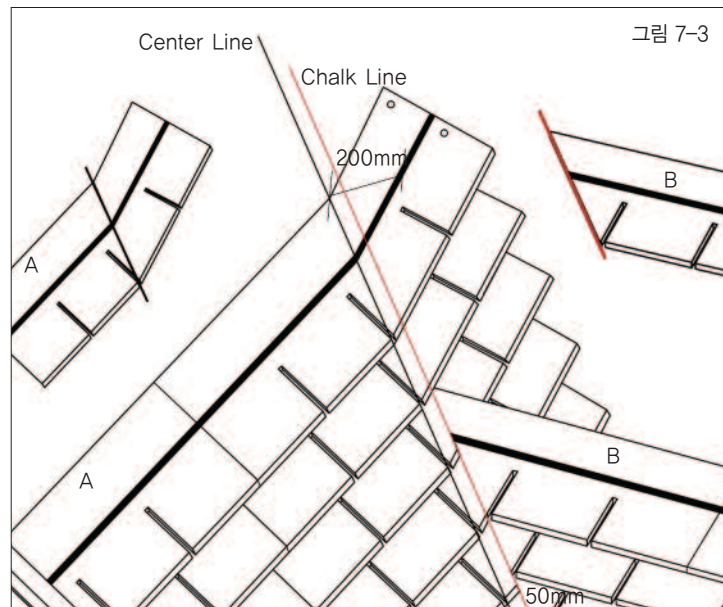 그림 7-3
Center Line
Chalk Line
200mm
B
A
A
B
50mm